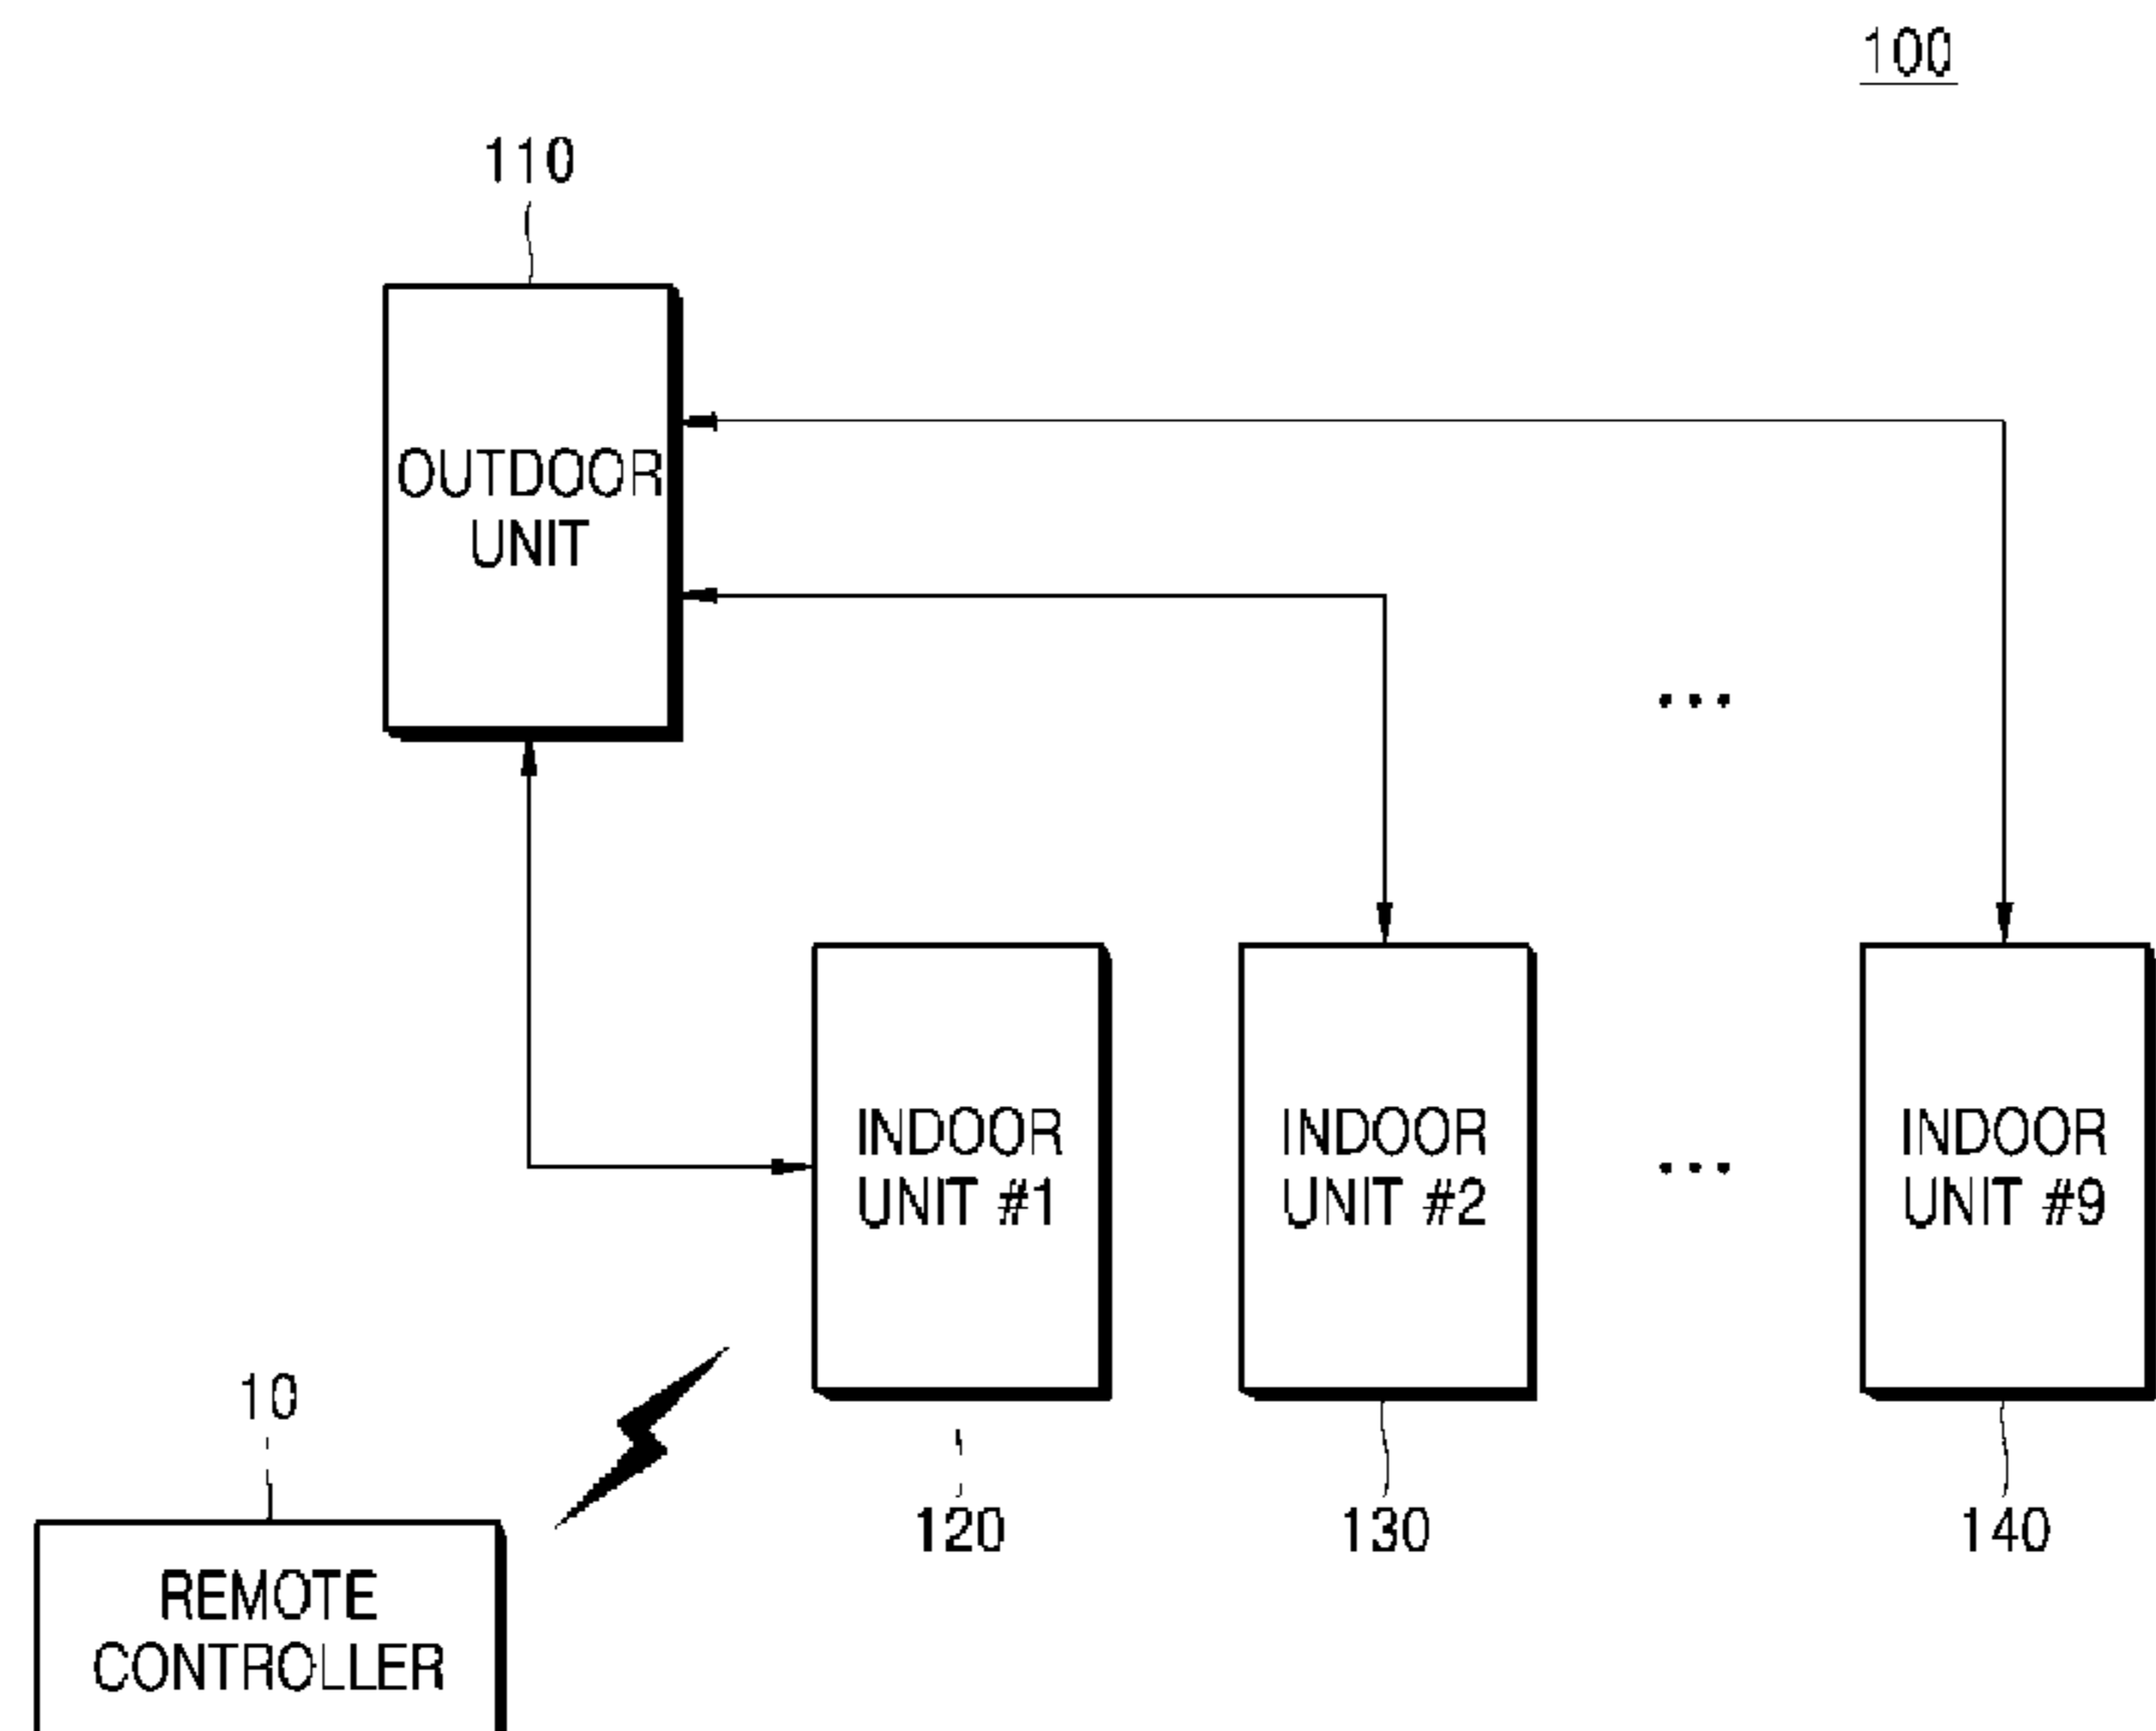 100
110
OUTDOOR
UNIT
...
INDOOR
UNIT #1
INDOOR
UNIT #2
...
INDOOR
UNIT #9
10
120
130
140
REMOTE
CONTROLLER